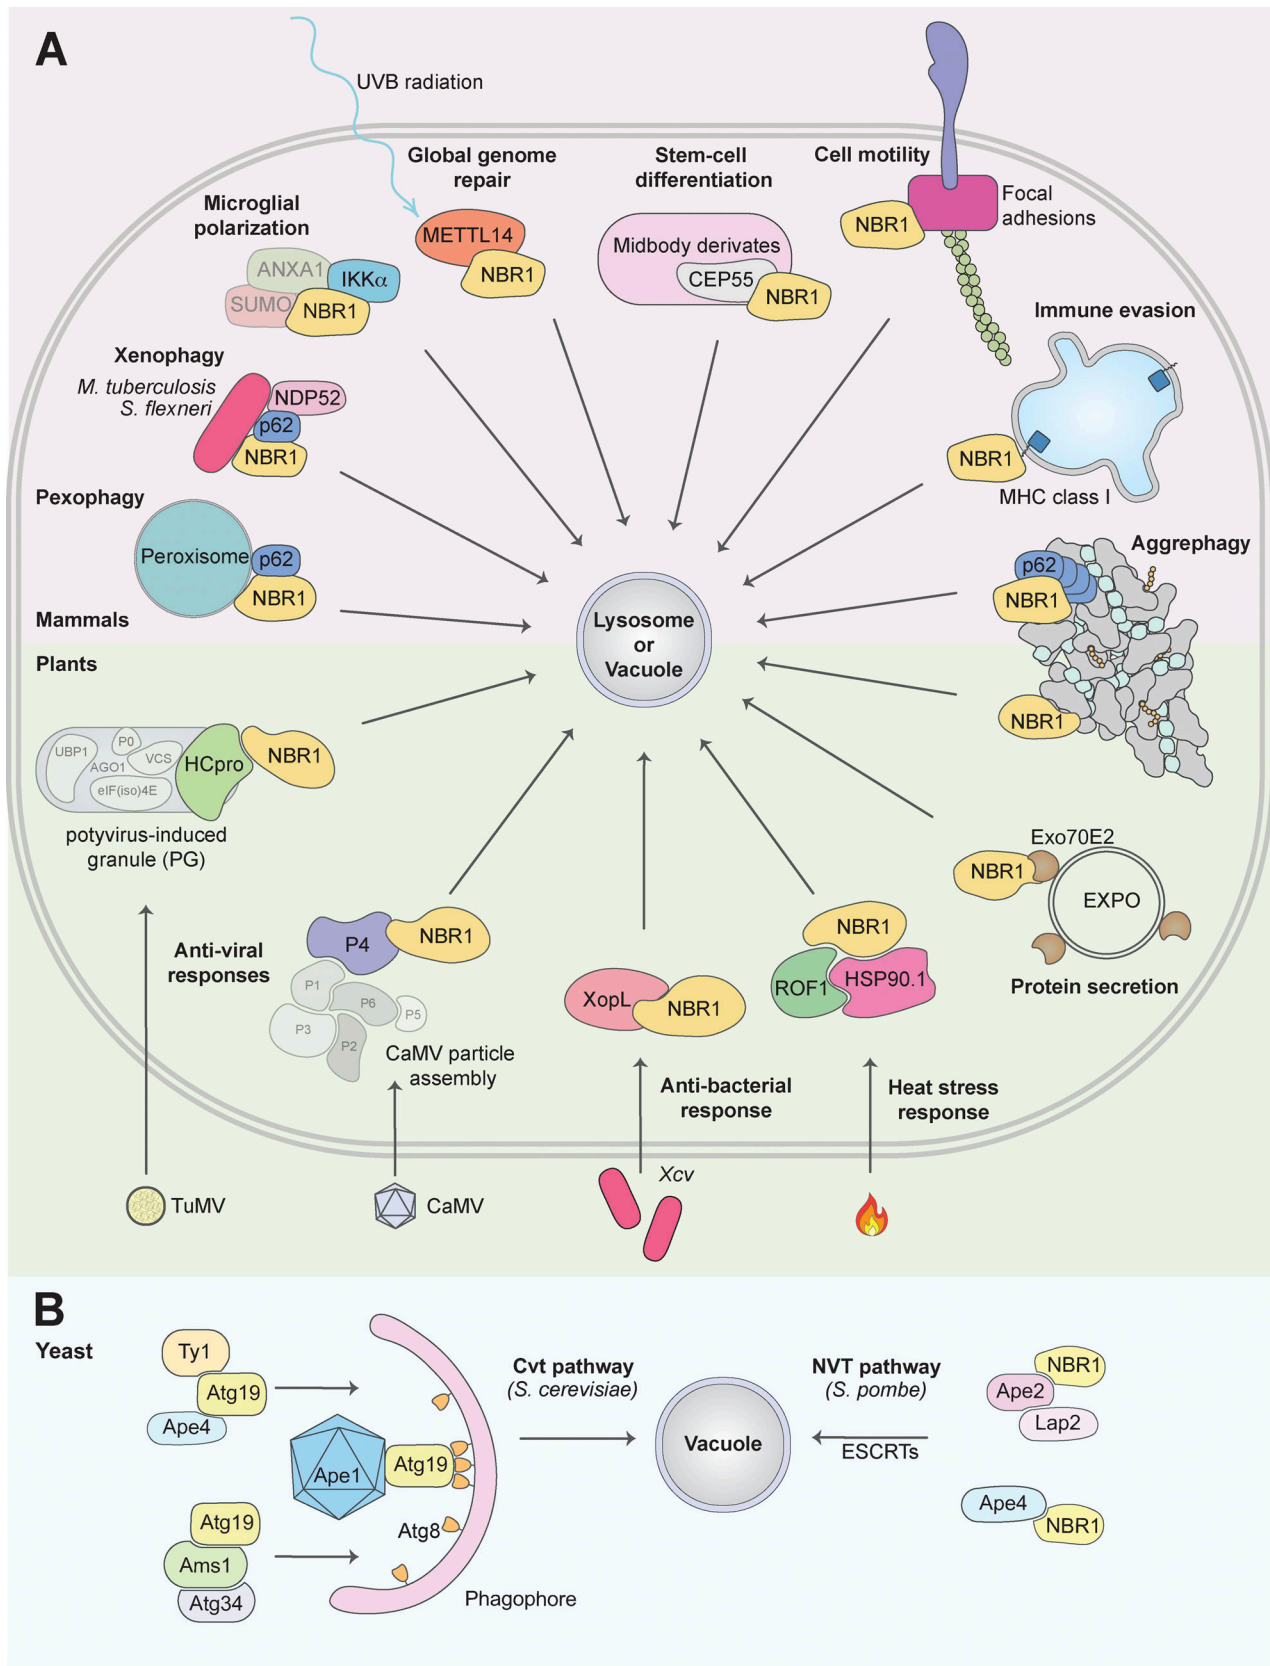 A
UVB radiation
Global genome
repair
METTL14
NBR1
Stem-cell
differentiation
Midbody derivates
CEP55
NBR1
Cell motility
NBR1
Focal
adhesions
Microglial
polarization
ANXA1
IKKα
SUMO
NBR1
Immune evasion
NBR1
MHC class I
Xenophagy
M. tuberculosis
S. flexneri
NDP52
p62
NBR1
Pexophagy
Peroxisome
p62
NBR1
Aggrephagy
p62
NBR1
NBR1
Mammals
Plants
Lysosome
or
Vacuole
UBP1
P0
AGO1
VCS
eIF(iso)4E
HCpro
NBR1
potyvirus-induced
granule (PG)
Anti-viral
responses
P4
NBR1
P1
P6
P5
P3
P2
CaMV particle
assembly
XopL
NBR1
Anti-bacterial
response
NBR1
ROF1
HSP90.1
Heat stress
response
Exo70E2
NBR1
EXPO
Protein secretion
TuMV
CaMV
Xcv
B
Yeast
Ty1
Atg19
Ape4
Ape1
Atg19
Atg8
Atg19
Ams1
Atg34
Phagophore
Cvt pathway
(S. cerevisiae)
Vacuole
NVT pathway
(S. pombe)
ESCRTs
NBR1
Ape2
Lap2
Ape4
NBR1